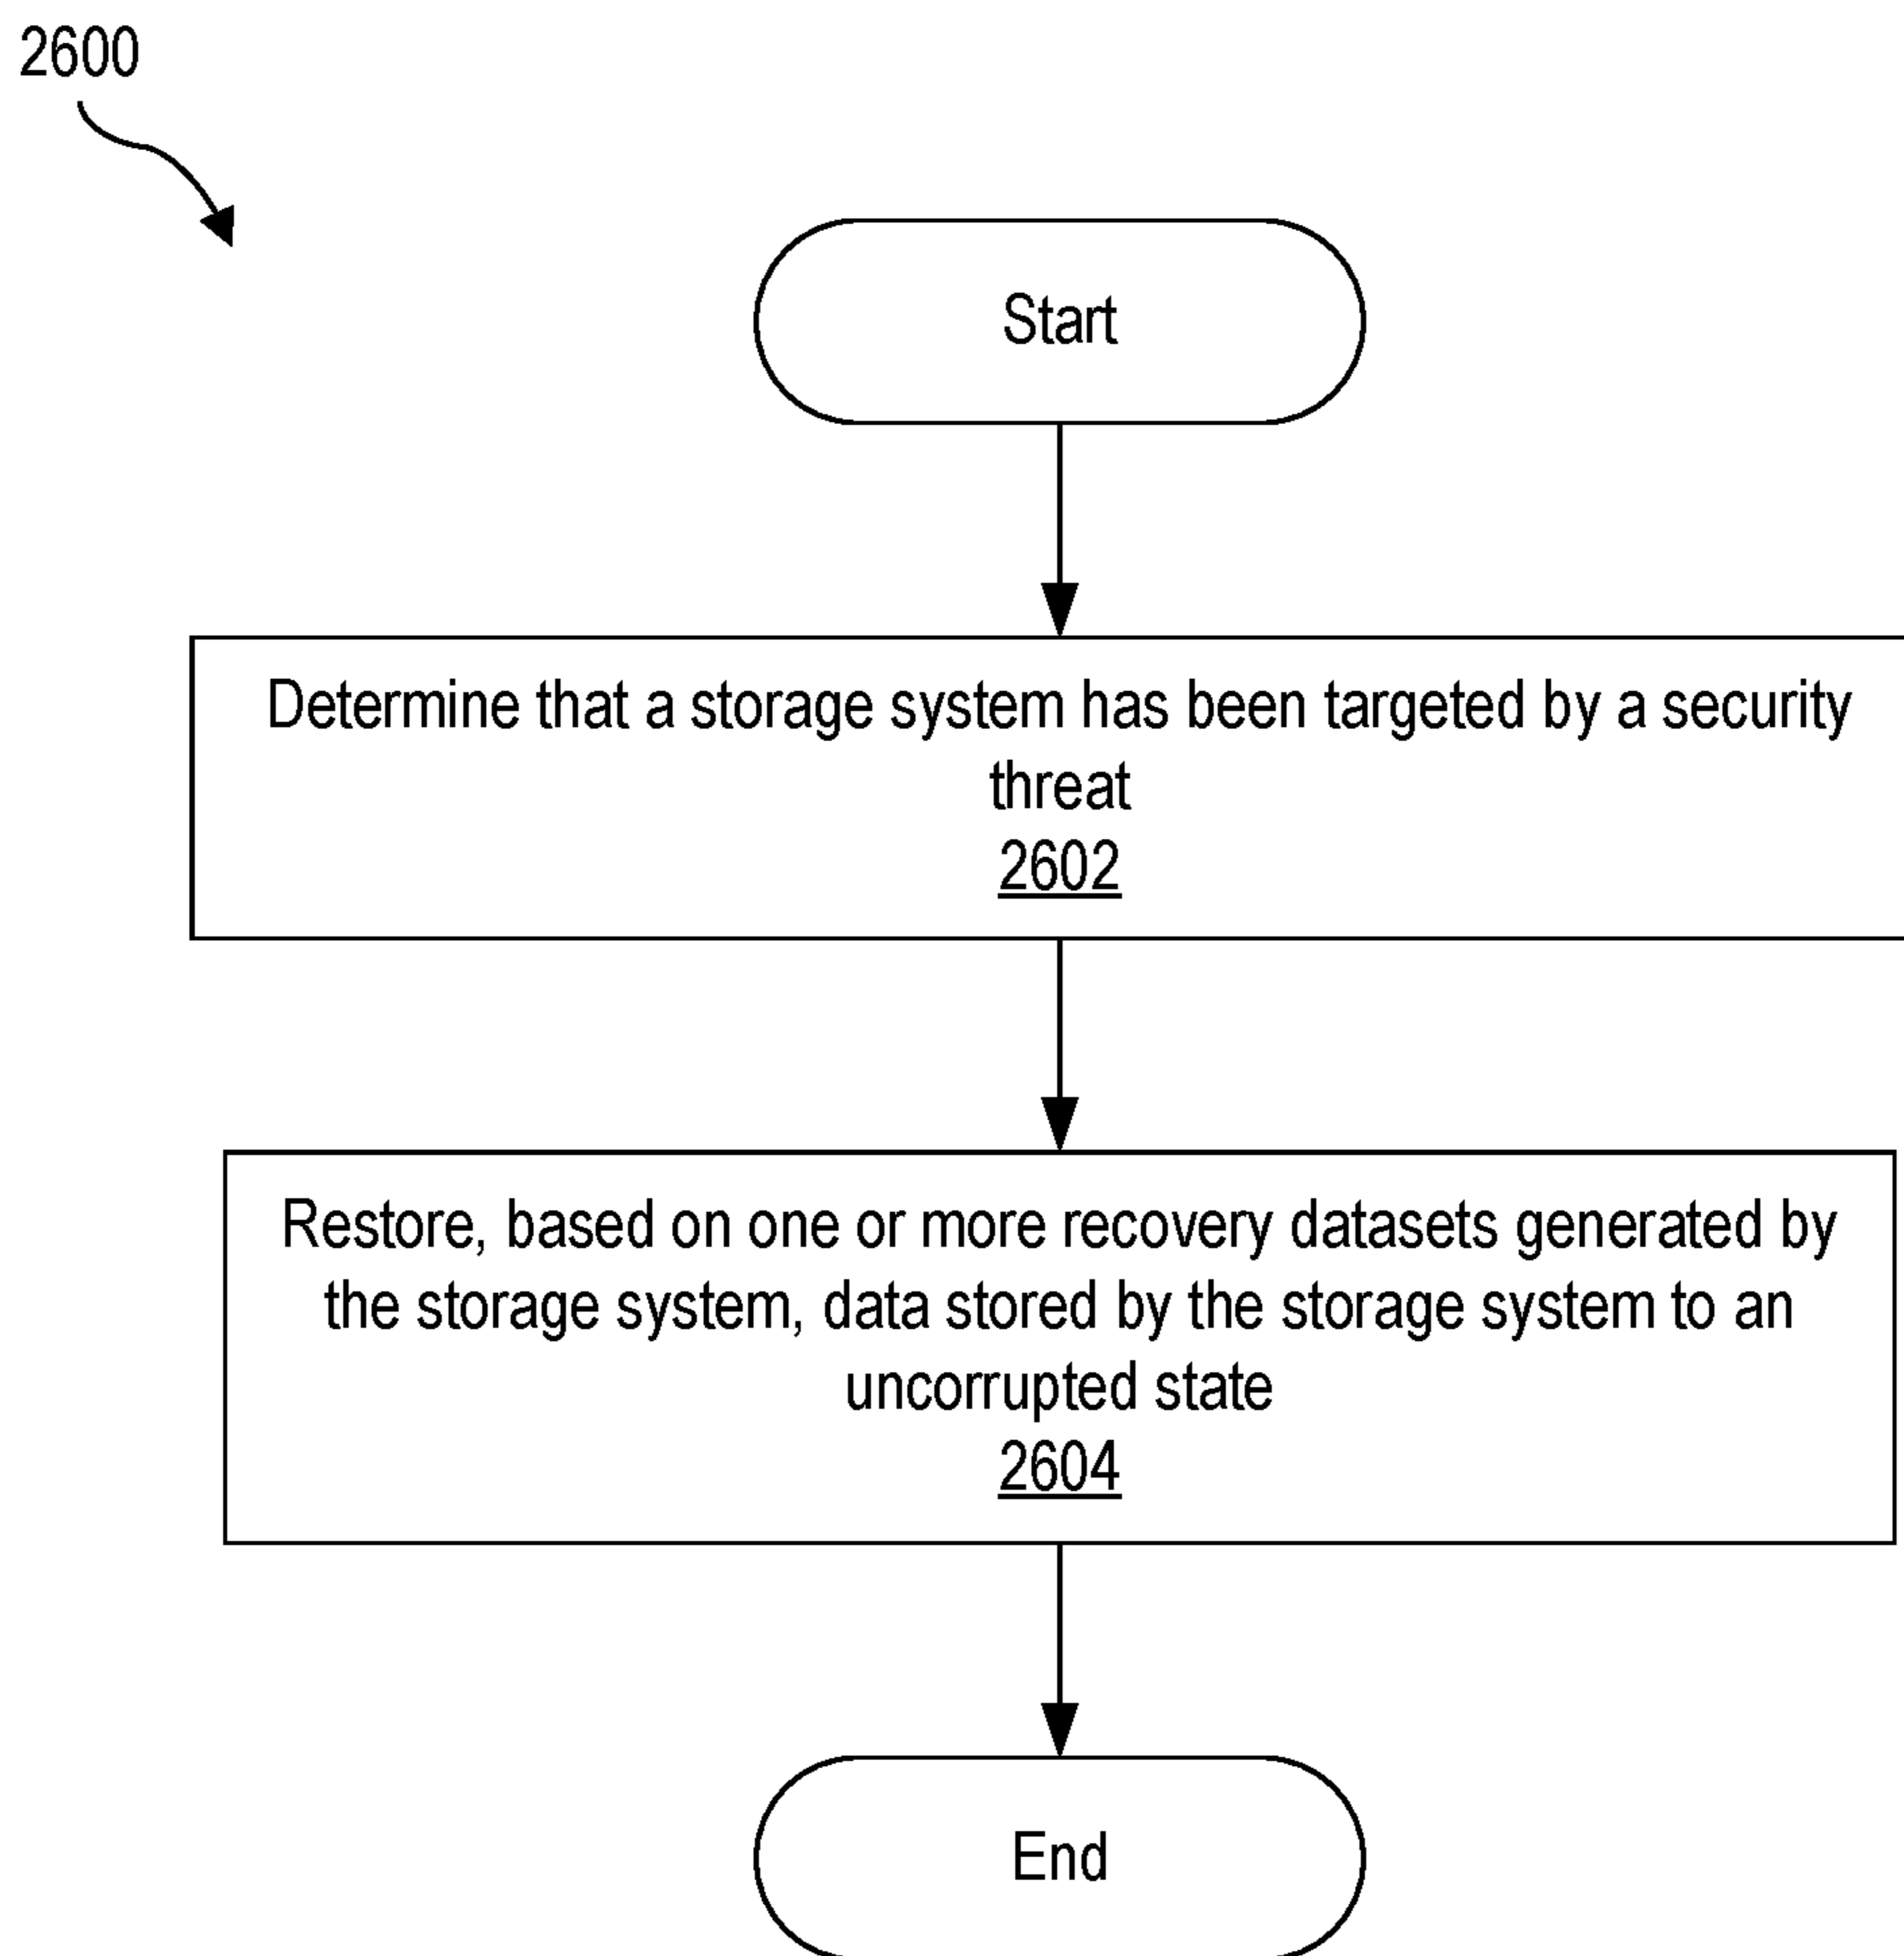 2600
Start
Determine that a storage system has been targeted by a security
threat
2602
Restore, based on one or more recovery datasets generated by
the storage system, data stored by the storage system to an
uncorrupted state
2604
End